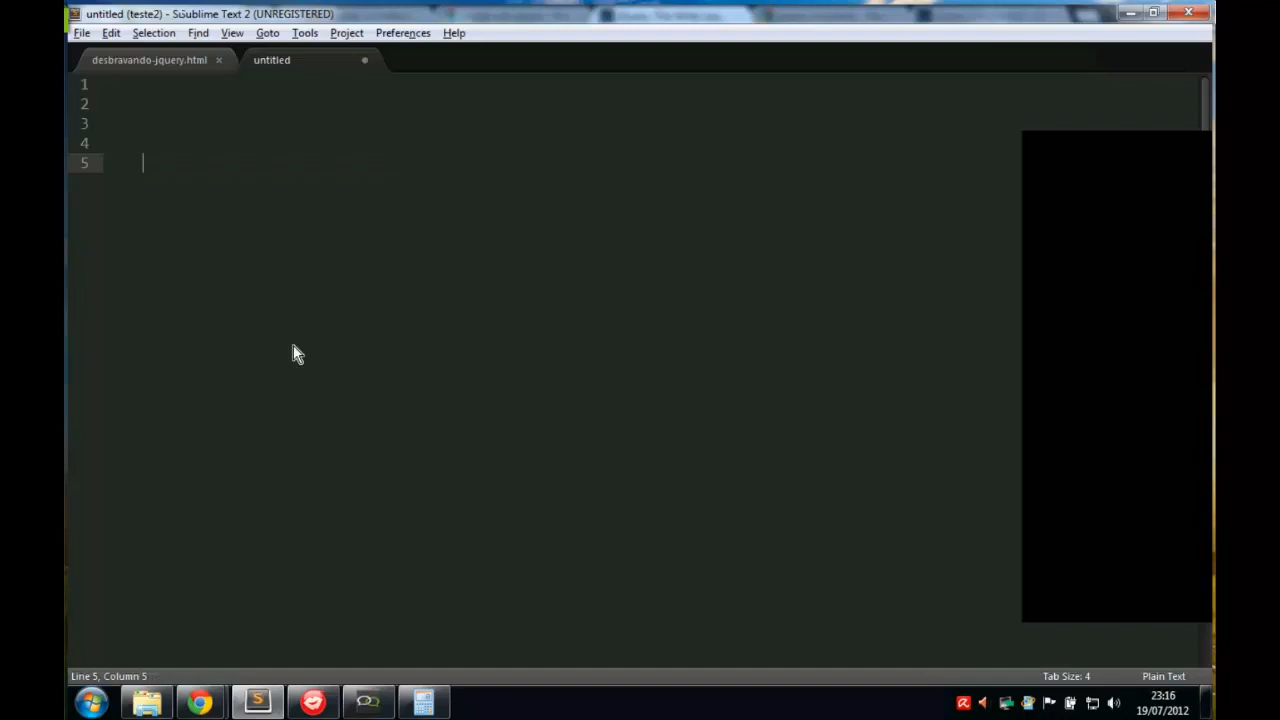 untitled (teste2) - Sublime Text 2 (UNREGISTERED)
File Edit Selection Find View Goto Tools Project Preferences Help
desbravando-jquery.html × untitled
1
2
3
4
5
Line 5, Column 5 Tab Size: 4 Plain Text
23:16
19/07/2012